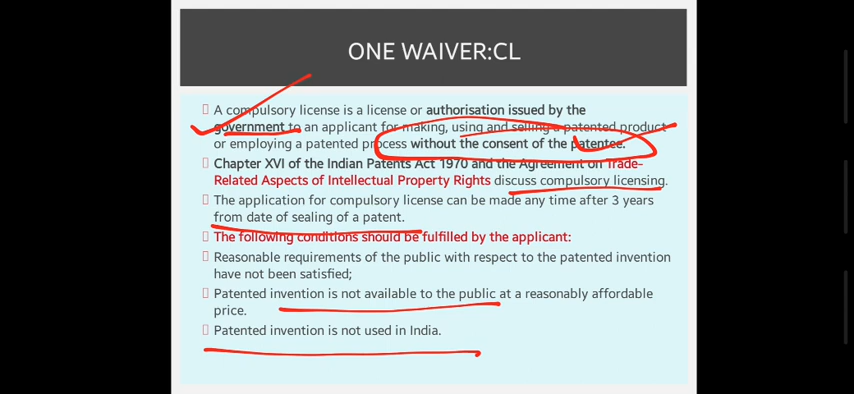 ONE WAIVER:CL
A compulsory license is a license or authorisation issued by the
government to an applicant for making, using and selling a patented product
or employing a patented process without the consent of the patentee.
Chapter XVI of the Indian Patents Act 1970 and the Agreement on Trade-
Related Aspects of Intellectual Property Rights discuss compulsory licensing.
The application for compulsory license can be made any time after 3 years
from date of sealing of a patent.
The following conditions should be fulfilled by the applicant:
Reasonable requirements of the public with respect to the patented invention
have not been satisfied;
Patented invention is not available to the public at a reasonably affordable
price.
Patented invention is not used in India.